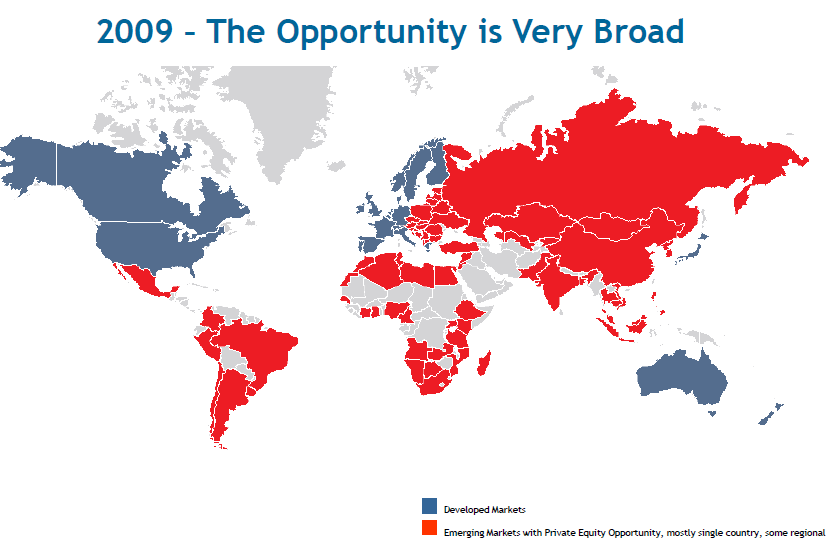 2009 – The Opportunity is Very Broad
Developed Markets
Emerging Markets with Private Equity Opportunity, mostly single country, some regional